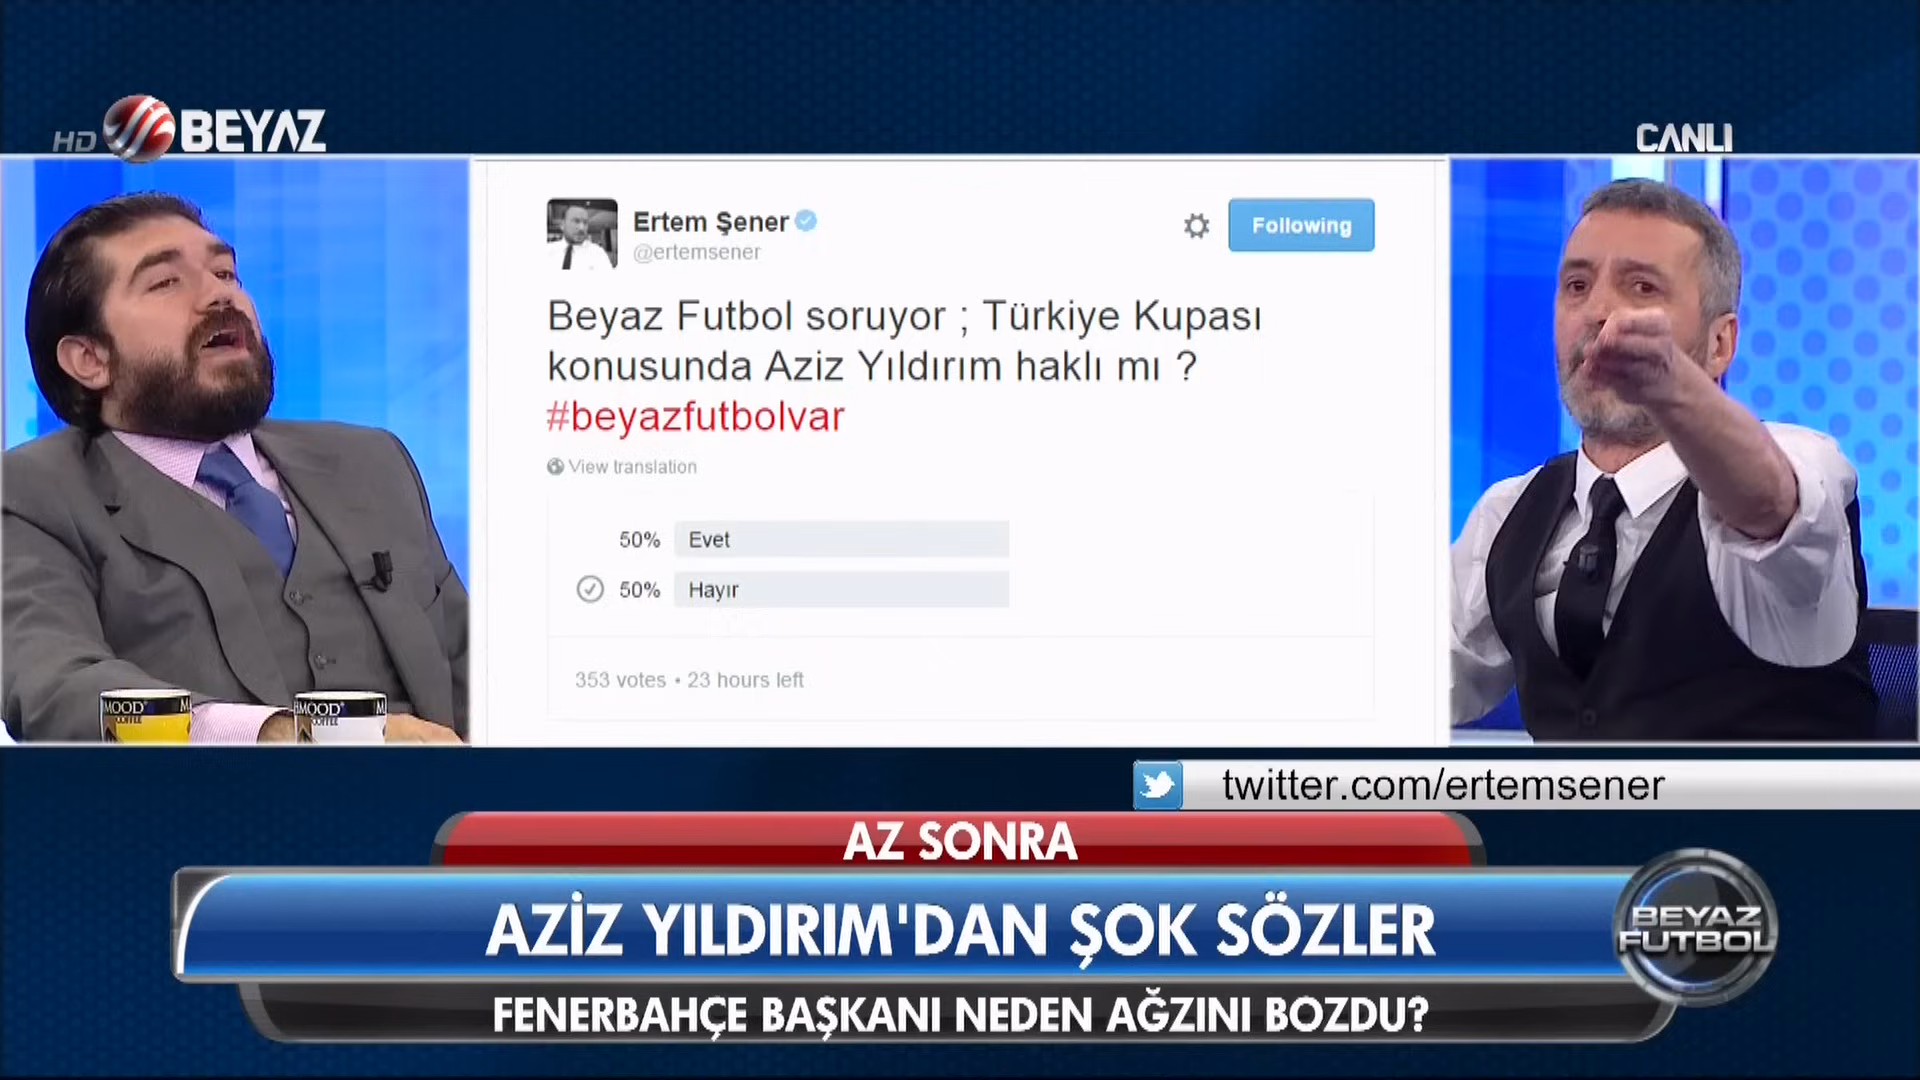 HD BEYAZ
CANLI
Ertem Şener
@ertemsener
Following
Beyaz Futbol soruyor ; Türkiye Kupası
konusunda Aziz Yıldırım haklı mı ?
#beyazfutbolvar
View translation
50% Evet
50% Hayır
353 votes • 23 hours left
MOOD
COFFEE
MOOD
COFFEE
twitter.com/ertemsener
AZ SONRA
AZİZ YILDIRIM'DAN ŞOK SÖZLER
BEYAZ
FUTBOL
FENERBAHÇE BAŞKANI NEDEN AĞZINI BOZDU?